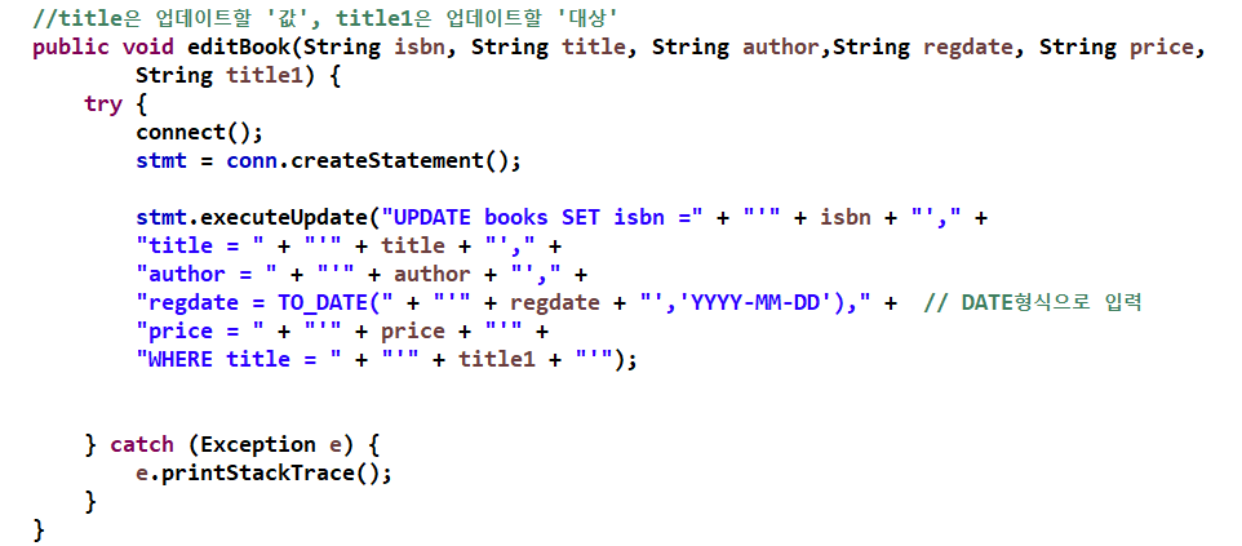 //title은 업데이트할 '값', title1은 업데이트할 '대상'
public void editBook(String isbn, String title, String author,String regdate, String price,
String title1) {
try {
connect();
stmt = conn.createStatement();
stmt.executeUpdate("UPDATE books SET isbn =" + "'" + isbn + "'," +
"title = " + "'" + title + "'," +
"author = " + "'" + author + "'," +
"regdate = TO_DATE(" + "'" + regdate + "','YYYY-MM-DD')," +  // DATE형식으로 입력
"price = " + "'" + price + "'" +
"WHERE title = " + "'" + title1 + "'");
} catch (Exception e) {
e.printStackTrace();
}
}